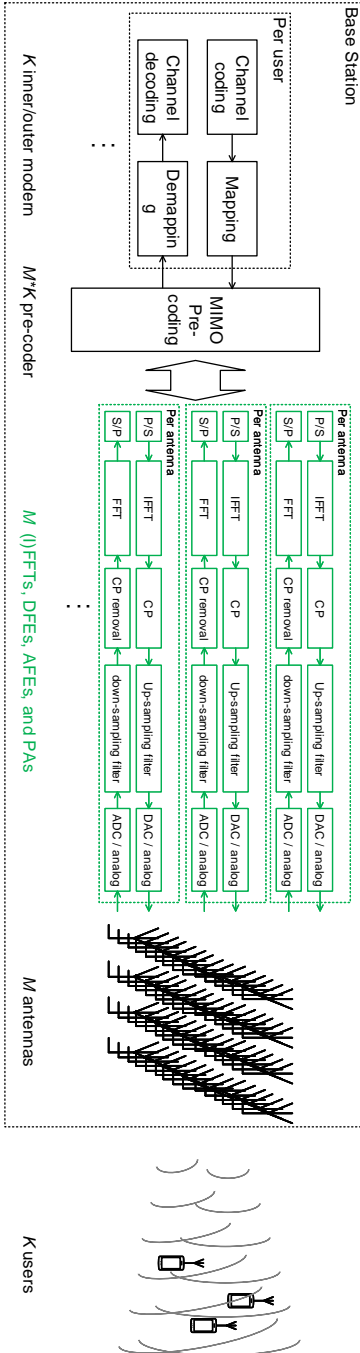 Base Station
Per user
Channel
coding
Mapping
Channel
decoding
Demappin
g
...
MIMO
Pre-
coding
Per antenna
P/S
IFFT
CP
Up-sampling filter
DAC / analog
S/P
FFT
CP removal
down-sampling filter
ADC / analog
Per antenna
P/S
IFFT
CP
Up-sampling filter
DAC / analog
S/P
FFT
CP removal
down-sampling filter
ADC / analog
Per antenna
P/S
IFFT
CP
Up-sampling filter
DAC / analog
S/P
FFT
CP removal
down-sampling filter
ADC / analog
...
K inner/outer modem
M*K pre-coder
M (I)FFTs, DFEs, AFEs, and PAs
M antennas
K users